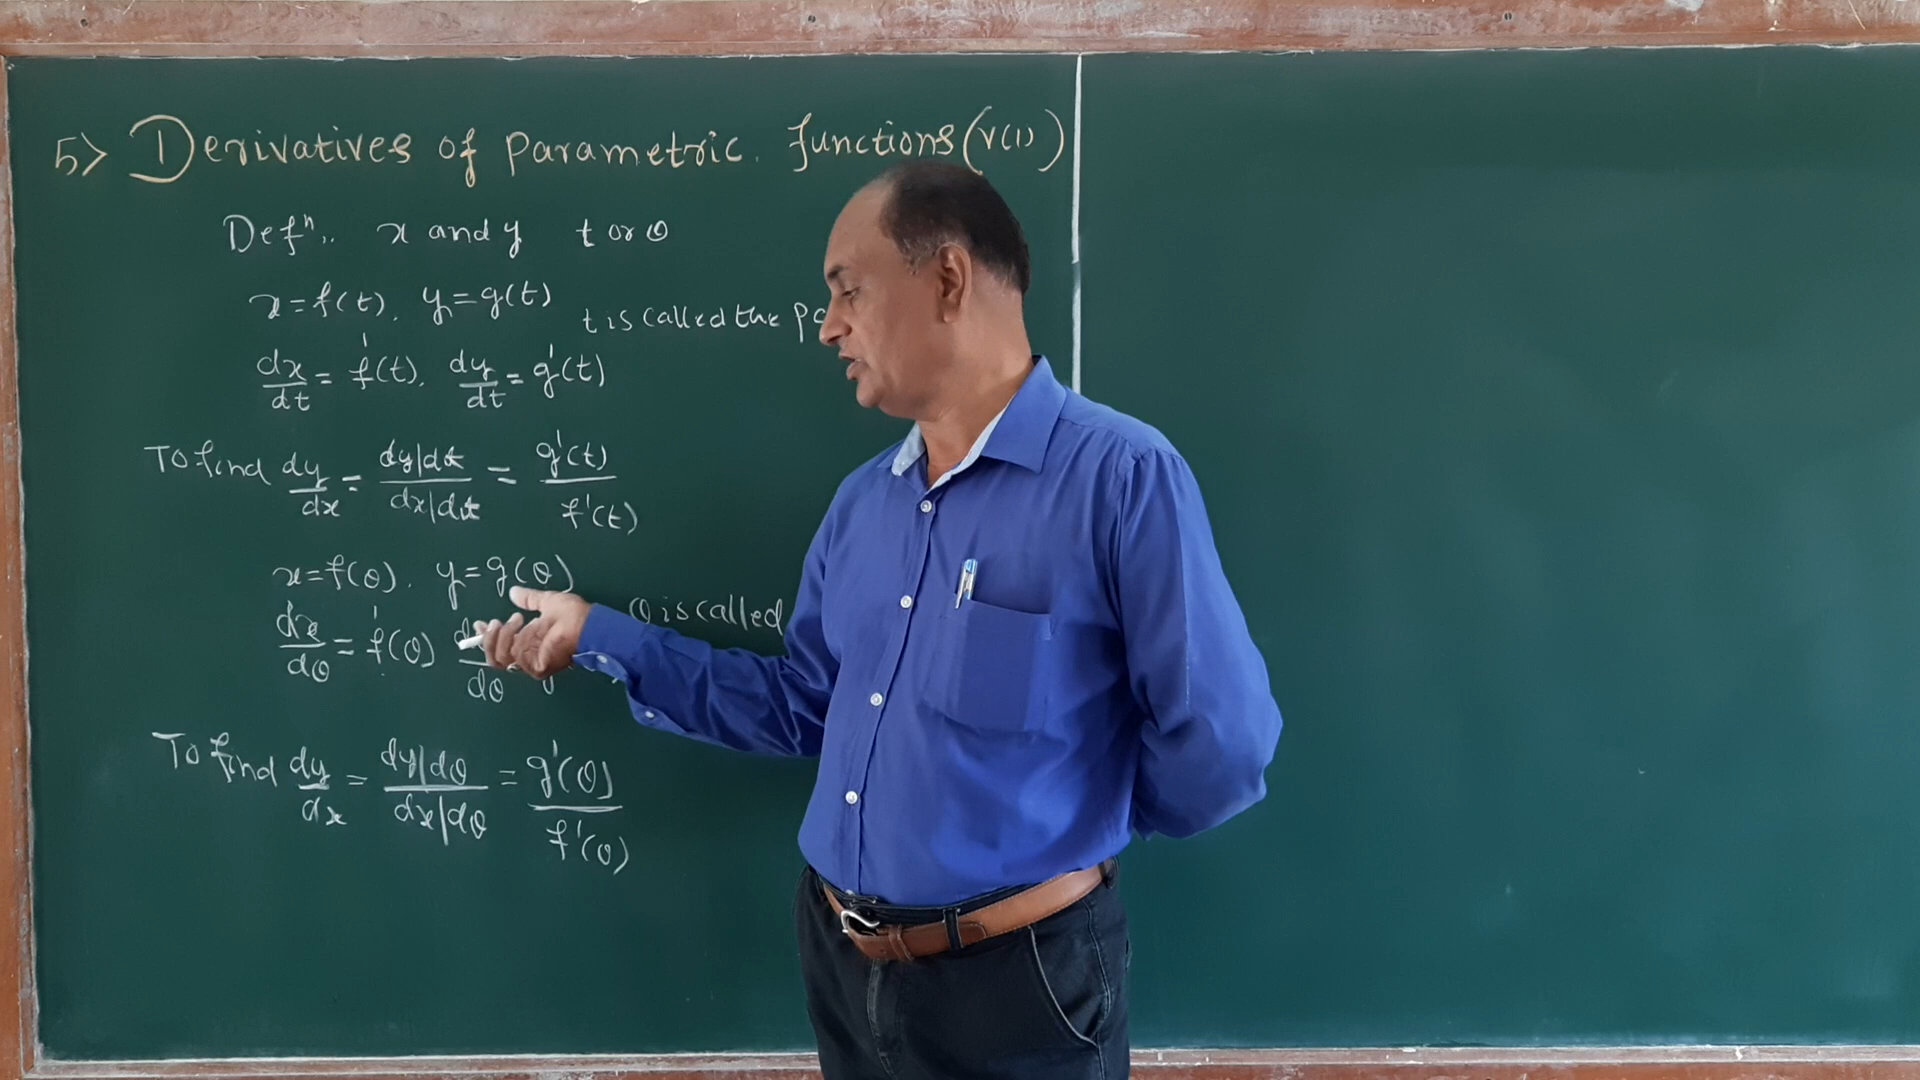 5> Derivatives of parametric functions (V(1)
Defⁿ.. x and y t or θ
x=f(t). y=g(t)
t is called the
dx/dt = f'(t). dy/dt = g'(t)
To find dy/dx = (dy/dt)/(dx/dt) = g'(t)/f'(t)
x=f(θ). y=g(θ)
θ is called
dx/dθ = f'(θ) dθ
To find dy/dx = (dy/dθ)/(dx/dθ) = g'(θ)/f'(θ)